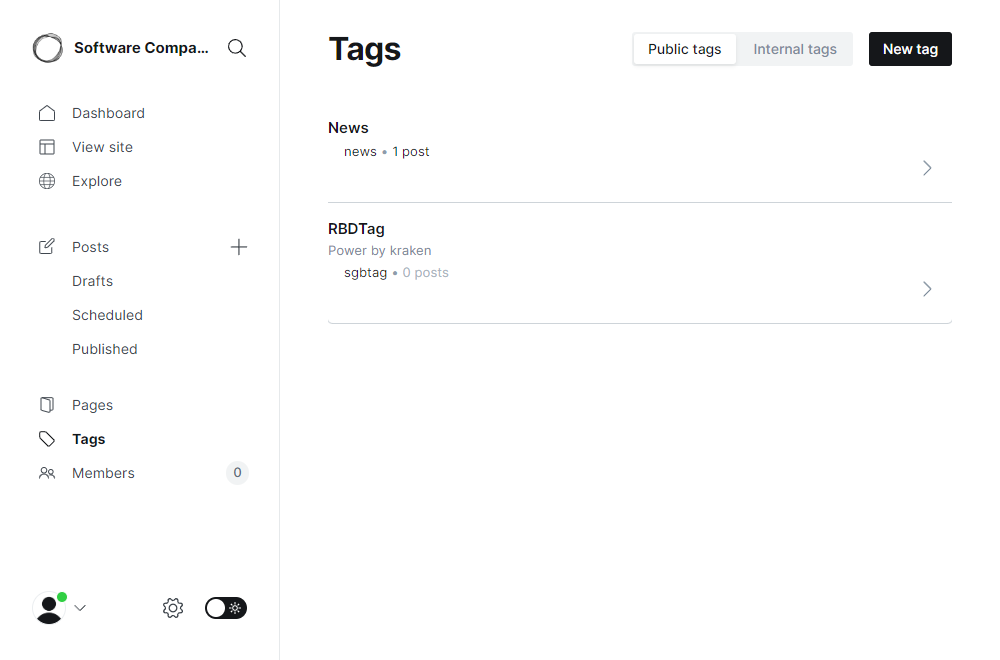 Software Compa...
Dashboard
View site
Explore
Posts
Drafts
Scheduled
Published
Pages
Tags
Members 0
Tags
Public tags Internal tags New tag
News
news • 1 post
RBDTag
Power by kraken
sgbtag • 0 posts